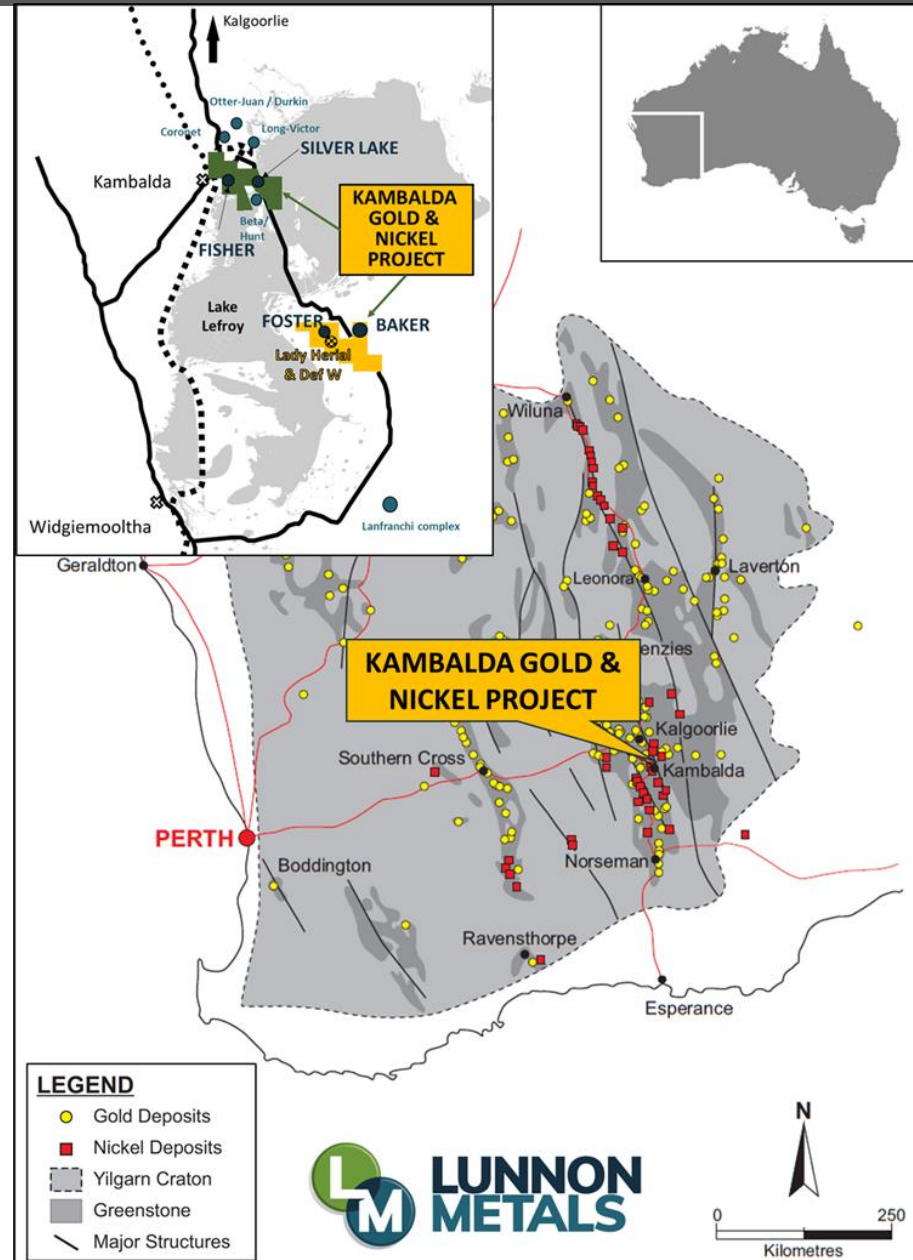 Kalgoorlie
Otter-Juan / Durkin
Coronet
Long-Victor
SILVER LAKE
Kambalda
Beta/
Hunt
FISHER
KAMBALDA
GOLD &
NICKEL
PROJECT
Lake
Lefroy
FOSTER
BAKER
Lady Herial
& Def W
Widgiemooltha
Lanfranchi complex
Wiluna
Geraldton
Leonora
Laverton
enzies
KAMBALDA GOLD &
NICKEL PROJECT
Kalgoorlie
Southern Cross
Kambalda
PERTH
Boddington
Norseman
Ravensthorpe
Esperance
LEGEND
Gold Deposits
Nickel Deposits
Yilgarn Craton
Greenstone
Major Structures
L
M
LUNNON
METALS
N
0 250
Kilometres